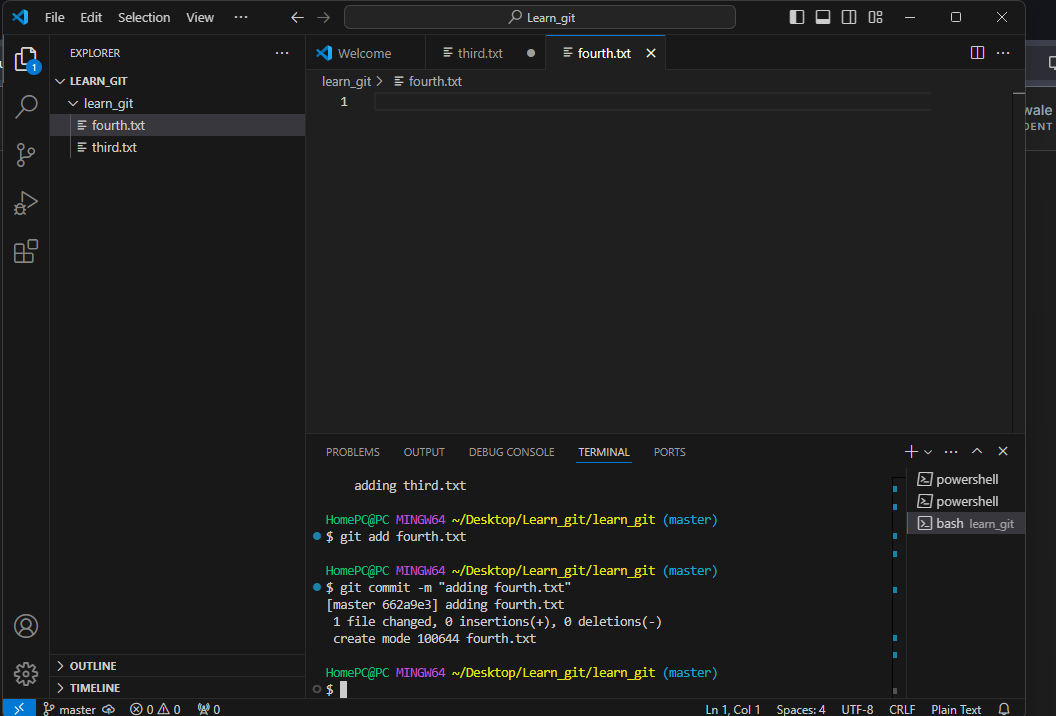 File Edit Selection View ··· Learn_git
1 EXPLORER ···
Welcome third.txt fourth.txt
LEARN_GIT
learn_git
fourth.txt
third.txt
learn_git > fourth.txt
1
wale
DENT
PROBLEMS OUTPUT DEBUG CONSOLE TERMINAL PORTS
adding third.txt
HomePC@PC MINGW64 ~/Desktop/Learn_git/learn_git (master)
$ git add fourth.txt
HomePC@PC MINGW64 ~/Desktop/Learn_git/learn_git (master)
$ git commit -m "adding fourth.txt"
[master 662a9e3] adding fourth.txt
1 file changed, 0 insertions(+), 0 deletions(-)
create mode 100644 fourth.txt
HomePC@PC MINGW64 ~/Desktop/Learn_git/learn_git (master)
$
powershell
powershell
bash learn_git
OUTLINE
TIMELINE
master 0 0 0 Ln 1, Col 1 Spaces: 4 UTF-8 CRLF Plain Text